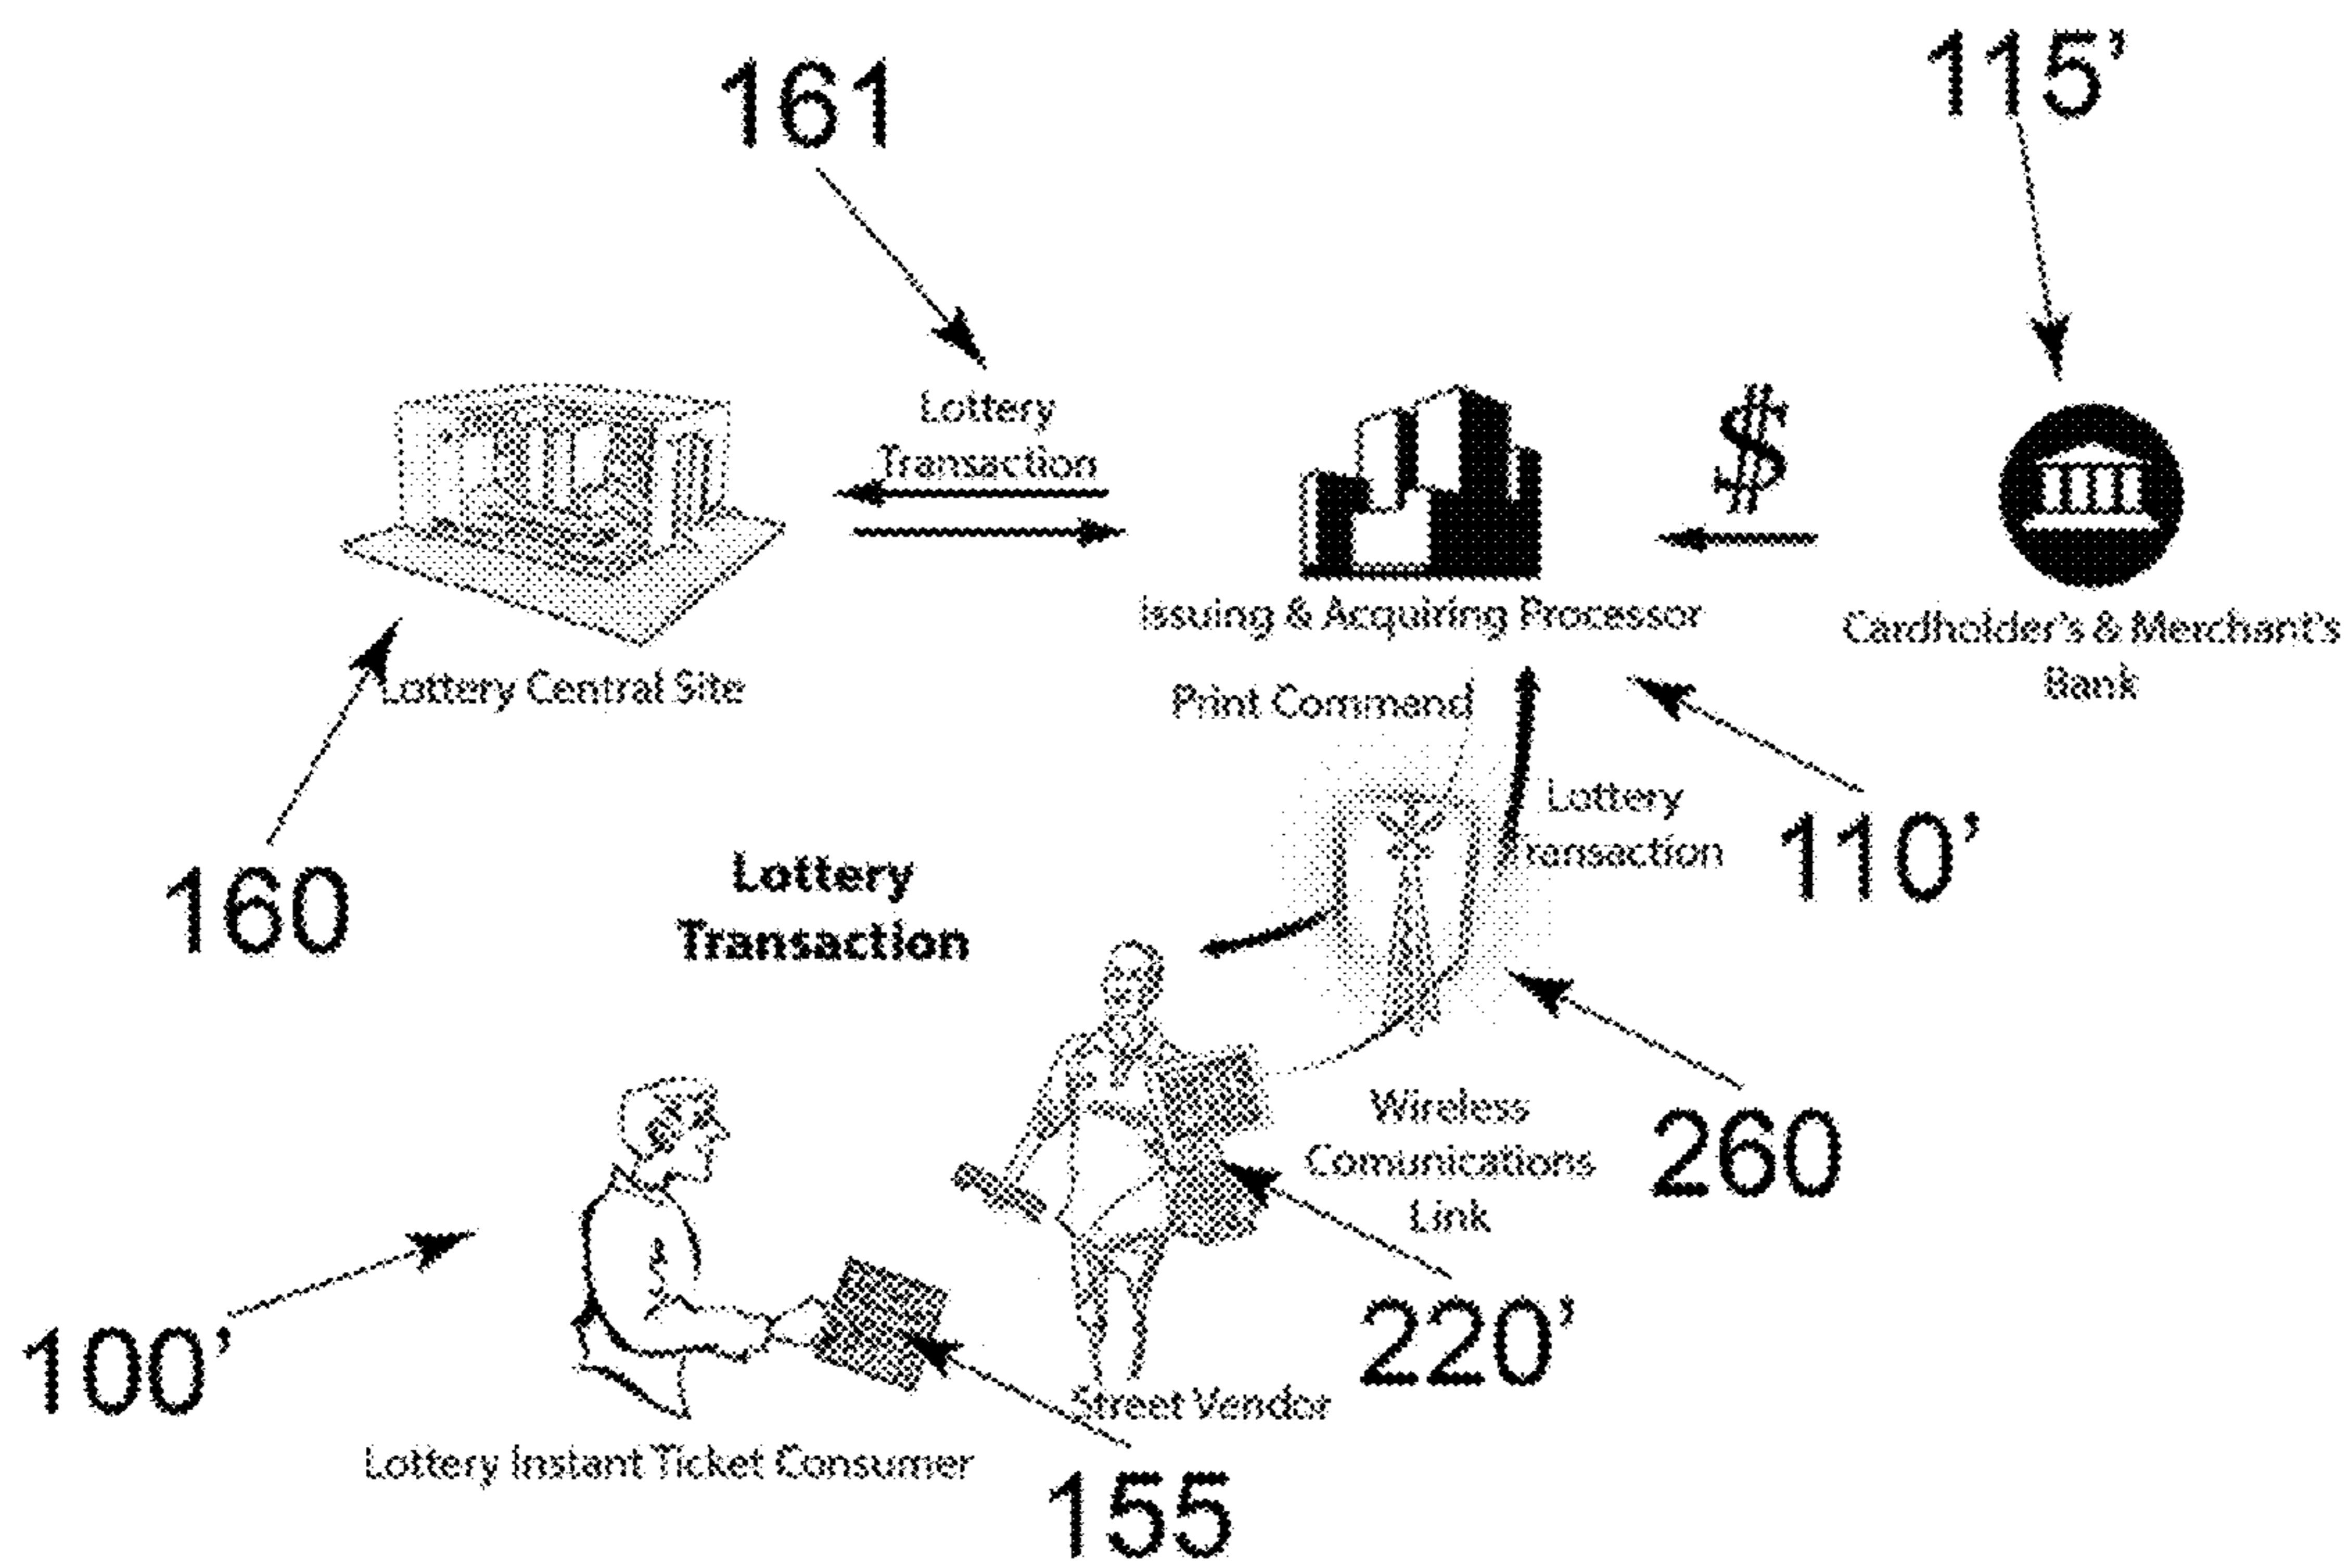 161
115’
Lottery
Transaction
$
Issuing & Acquiring Processor
Cardholder's & Merchant's
Bank
Lottery Central Site
Print Command
Lottery
Transaction
110’
160
Lottery
Transaction
260
Wireless
Comunications
Link
220’
100’
Street Vendor
Lottery Instant Ticket Consumer
155